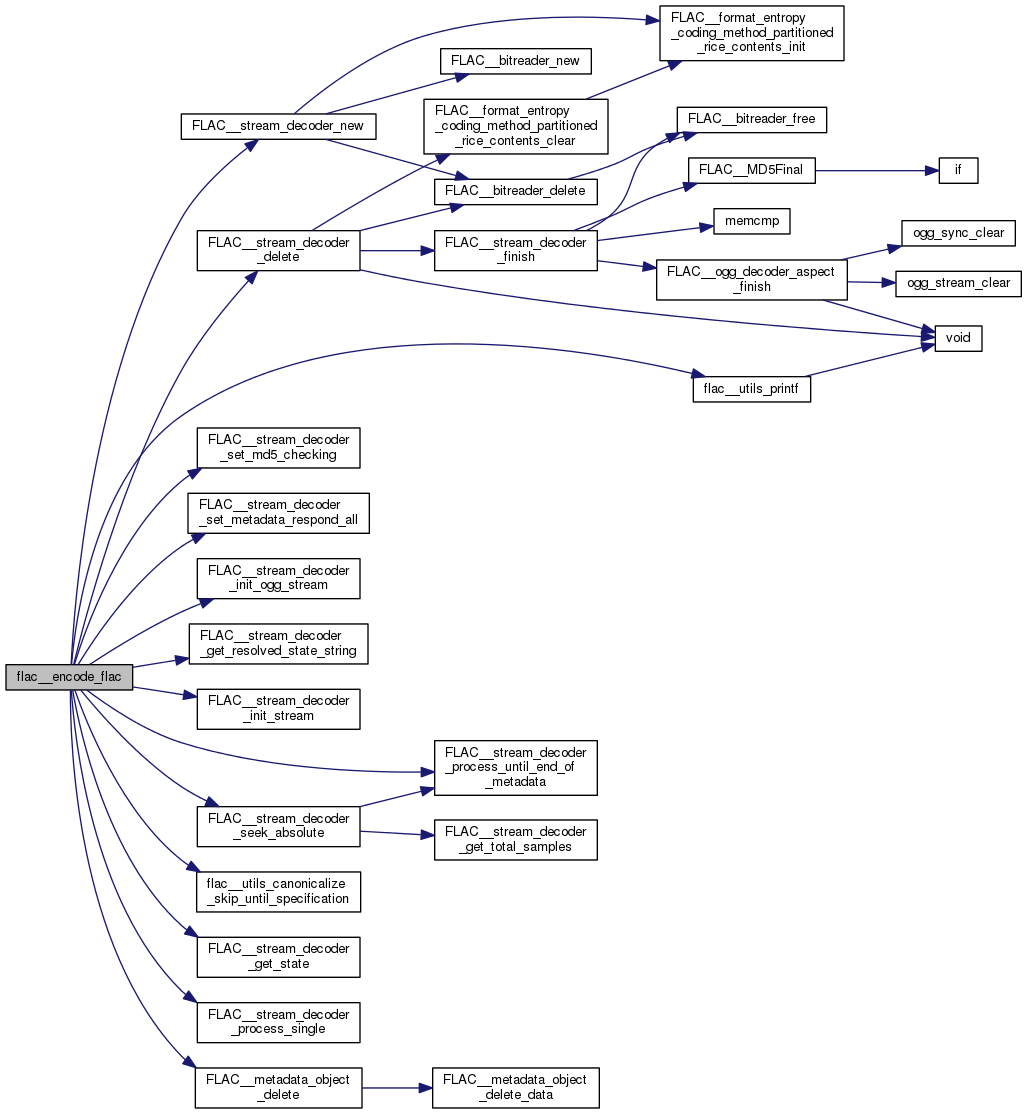 FLAC__format_entropy
_coding_method_partitioned
_rice_contents_init
FLAC__bitreader_new
FLAC__stream_decoder_new
FLAC__format_entropy
_coding_method_partitioned
_rice_contents_clear
FLAC__bitreader_free
FLAC__MD5Final
if
FLAC__bitreader_delete
memcmp
FLAC__stream_decoder
_delete
FLAC__stream_decoder
_finish
ogg_sync_clear
FLAC__ogg_decoder_aspect
_finish
ogg_stream_clear
void
flac__utils_printf
FLAC__stream_decoder
_set_md5_checking
FLAC__stream_decoder
_set_metadata_respond_all
FLAC__stream_decoder
_init_ogg_stream
FLAC__stream_decoder
_get_resolved_state_string
flac__encode_flac
FLAC__stream_decoder
_init_stream
FLAC__stream_decoder
_process_until_end_of
_metadata
FLAC__stream_decoder
_seek_absolute
FLAC__stream_decoder
_get_total_samples
flac__utils_canonicalize
_skip_until_specification
FLAC__stream_decoder
_get_state
FLAC__stream_decoder
_process_single
FLAC__metadata_object
_delete
FLAC__metadata_object
_delete_data